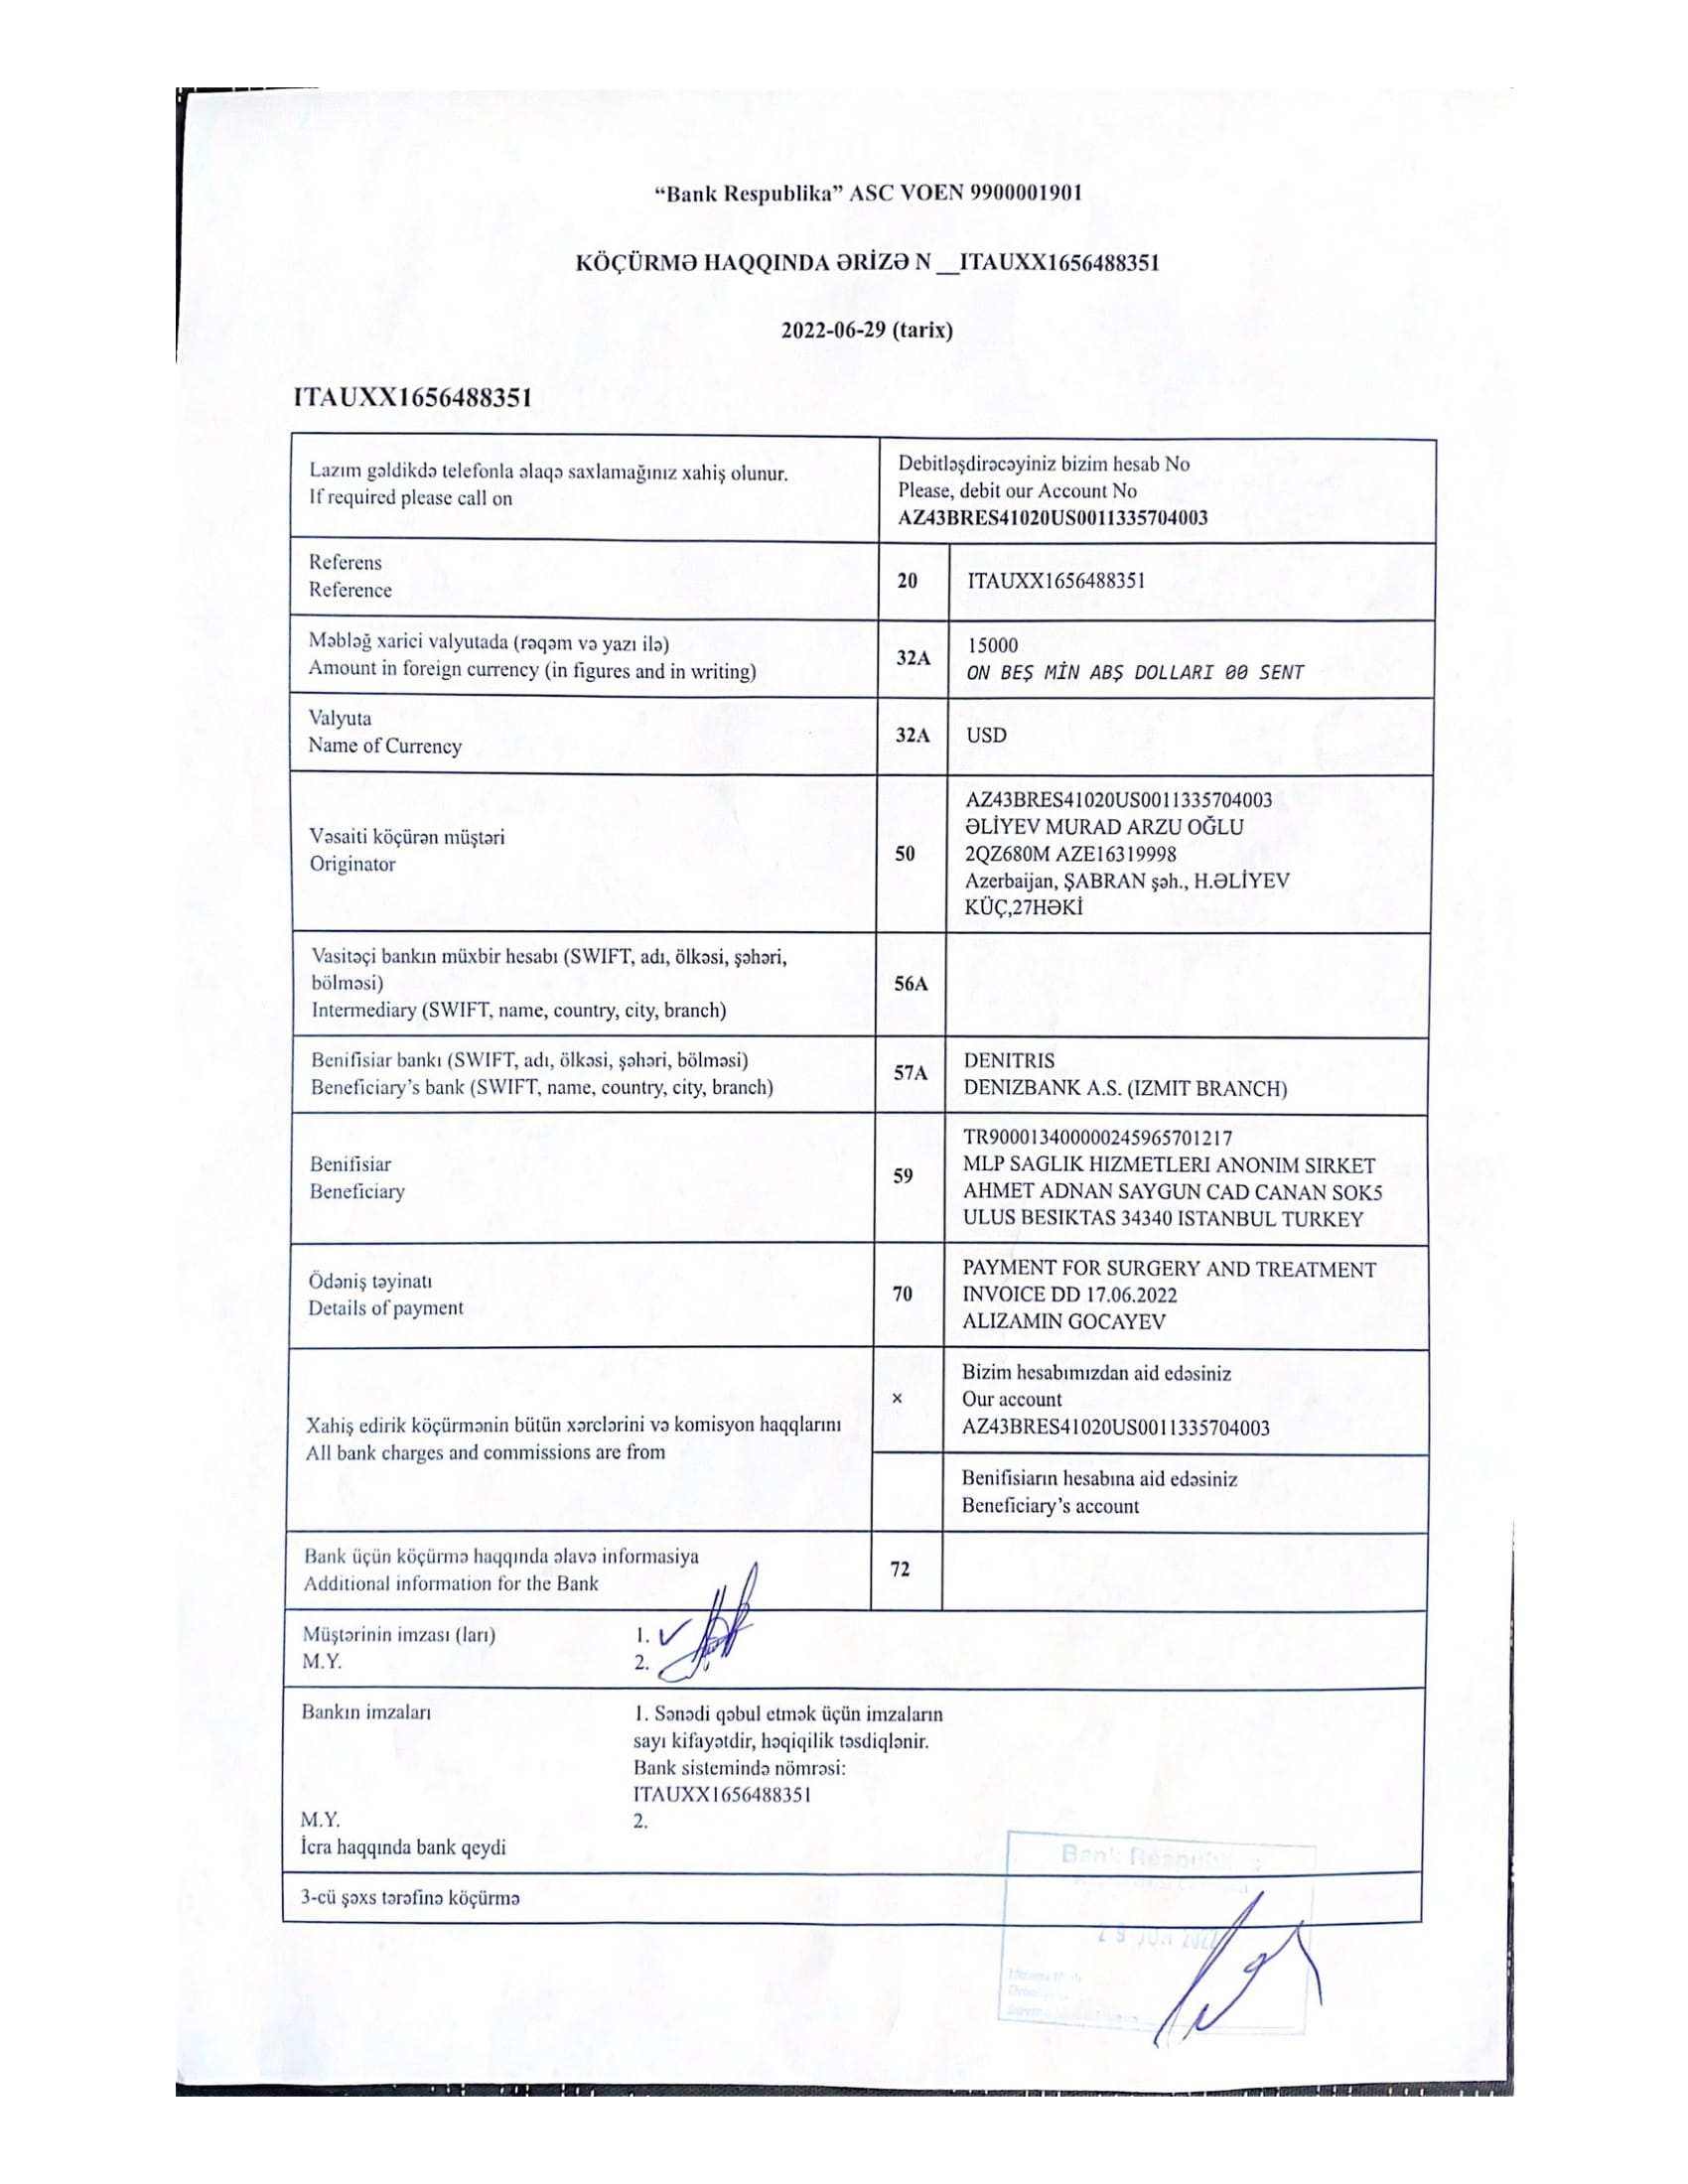 “Bank Respublika” ASC VOEN 9900001901
KÖÇÜRMƏ HAQQINDA ƏRİZƏ N __ITAUXX1656488351
2022-06-29 (tarix)
ITAUXX1656488351
Lazım gəldikdə telefonla əlaqə saxlamağınız xahiş olunur.
If required please call on
Debitləşdirəcəyiniz bizim hesab No
Please, debit our Account No
AZ43BRES41020US0011335704003
Referens
Reference
20
ITAUXX1656488351
Məbləğ xarici valyutada (rəqəm və yazı ilə)
Amount in foreign currency (in figures and in writing)
32A
15000
ON BEŞ MİN ABŞ DOLLARI 00 SENT
Valyuta
Name of Currency
32A
USD
Vəsaiti köçürən müştəri
Originator
50
AZ43BRES41020US0011335704003
ƏLİYEV MURAD ARZU OĞLU
2QZ680M AZE16319998
Azerbaijan, ŞABRAN şəh., H.ƏLİYEV
KÜÇ,27HƏKİ
Vasitəçi bankın müxbir hesabı (SWIFT, adı, ölkəsi, şəhəri,
bölməsi)
Intermediary (SWIFT, name, country, city, branch)
56A
Benifisiar bankı (SWIFT, adı, ölkəsi, şəhəri, bölməsi)
Beneficiary’s bank (SWIFT, name, country, city, branch)
57A
DENITRIS
DENIZBANK A.S. (IZMIT BRANCH)
Benifisiar
Beneficiary
59
TR900013400000245965701217
MLP SAGLIK HIZMETLERI ANONIM SIRKET
AHMET ADNAN SAYGUN CAD CANAN SOK5
ULUS BESIKTAS 34340 ISTANBUL TURKEY
Ödəniş təyinatı
Details of payment
70
PAYMENT FOR SURGERY AND TREATMENT
INVOICE DD 17.06.2022
ALIZAMIN GOCAYEV
Xahiş edirik köçürmənin bütün xərclərini və komisyon haqqlarını
All bank charges and commissions are from
×
Bizim hesabımızdan aid edəsiniz
Our account
AZ43BRES41020US0011335704003
Benifisiarın hesabına aid edəsiniz
Beneficiary’s account
Bank üçün köçürmə haqqında əlavə informasiya
Additional information for the Bank
72
Müştərinin imzası (ları)
M.Y.
1.
2.
Bankın imzaları
1. Sənədi qəbul etmək üçün imzaların
sayı kifayətdir, həqiqilik təsdiqlənir.
Bank sistemində nömrəsi:
ITAUXX1656488351
M.Y.
2.
İcra haqqında bank qeydi
3-cü şəxs tərəfinə köçürmə
Bank Respublika
29 JUN 2022